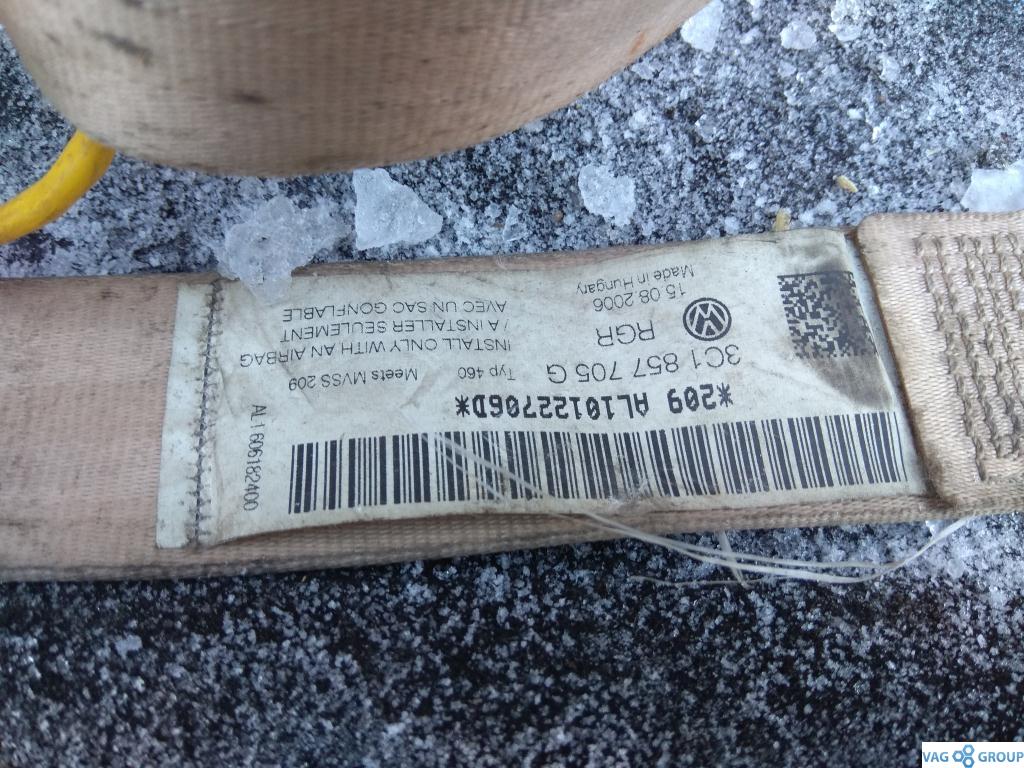 3C1 857 705 G
RGR
15.08 2006
Made in Hungary
*209 AL10122706D*
Typ 460
Meets MVSS 209
INSTALL ONLY WITH AN AIRBAG
/ A INSTALLER SEULEMENT
AVEC UN SAC GONFLABLE
AL1606182400
VAG GROUP